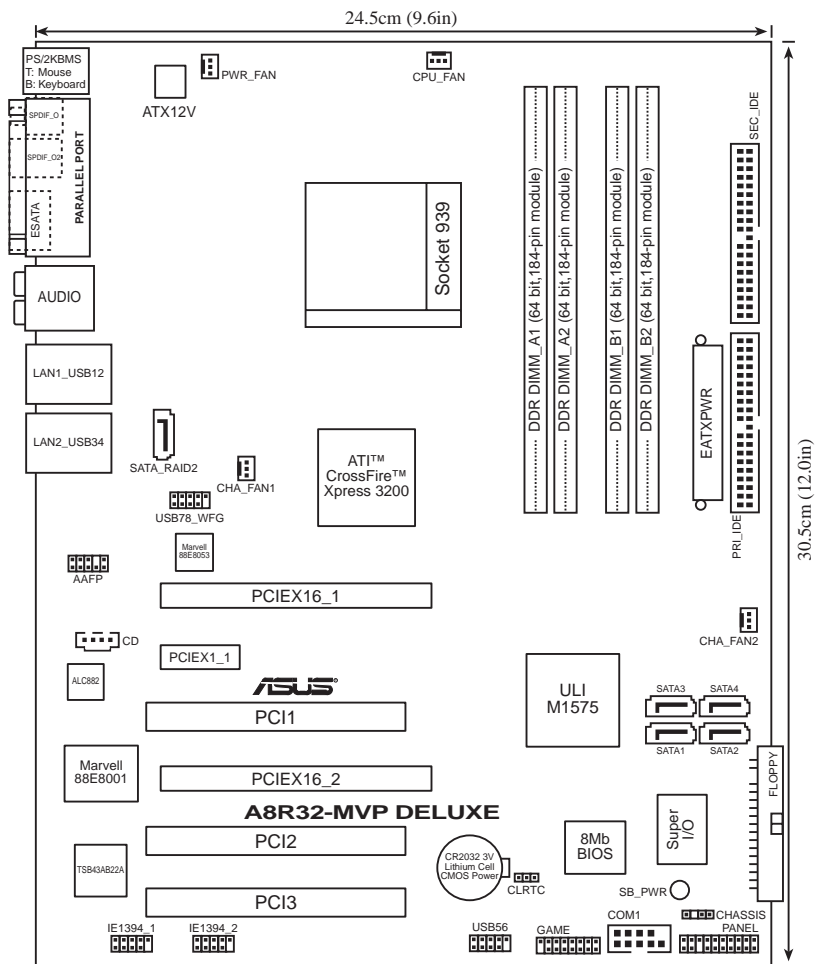 24.5cm (9.6in)
PS/2KBMS
T: Mouse
B: Keyboard
PWR_FAN
CPU_FAN
ATX12V
SPDIF_O
SPDIF_O2
PARALLEL PORT
ESATA
AUDIO
LAN1_USB12
LAN2_USB34
Socket 939
DDR DIMM_A1 (64 bit,184-pin module)
DDR DIMM_A2 (64 bit,184-pin module)
DDR DIMM_B1 (64 bit,184-pin module)
DDR DIMM_B2 (64 bit,184-pin module)
SEC_IDE
EATXPWR
PRI_IDE
30.5cm (12.0in)
SATA_RAID2
CHA_FAN1
USB78_WFG
ATI™
CrossFire™
Xpress 3200
Marvell
88E8053
AAFP
PCIEX16_1
CHA_FAN2
CD
PCIEX1_1
ALC882
ASUS®
ULI
M1575
SATA3
SATA4
SATA1
SATA2
PCI1
Marvell
88E8001
PCIEX16_2
FLOPPY
A8R32-MVP DELUXE
PCI2
TSB43AB22A
CR2032 3V
Lithium Cell
CMOS Power
CLRTC
8Mb
BIOS
Super
I/O
SB_PWR
PCI3
IE1394_1
IE1394_2
USB56
GAME
COM1
CHASSIS
PANEL